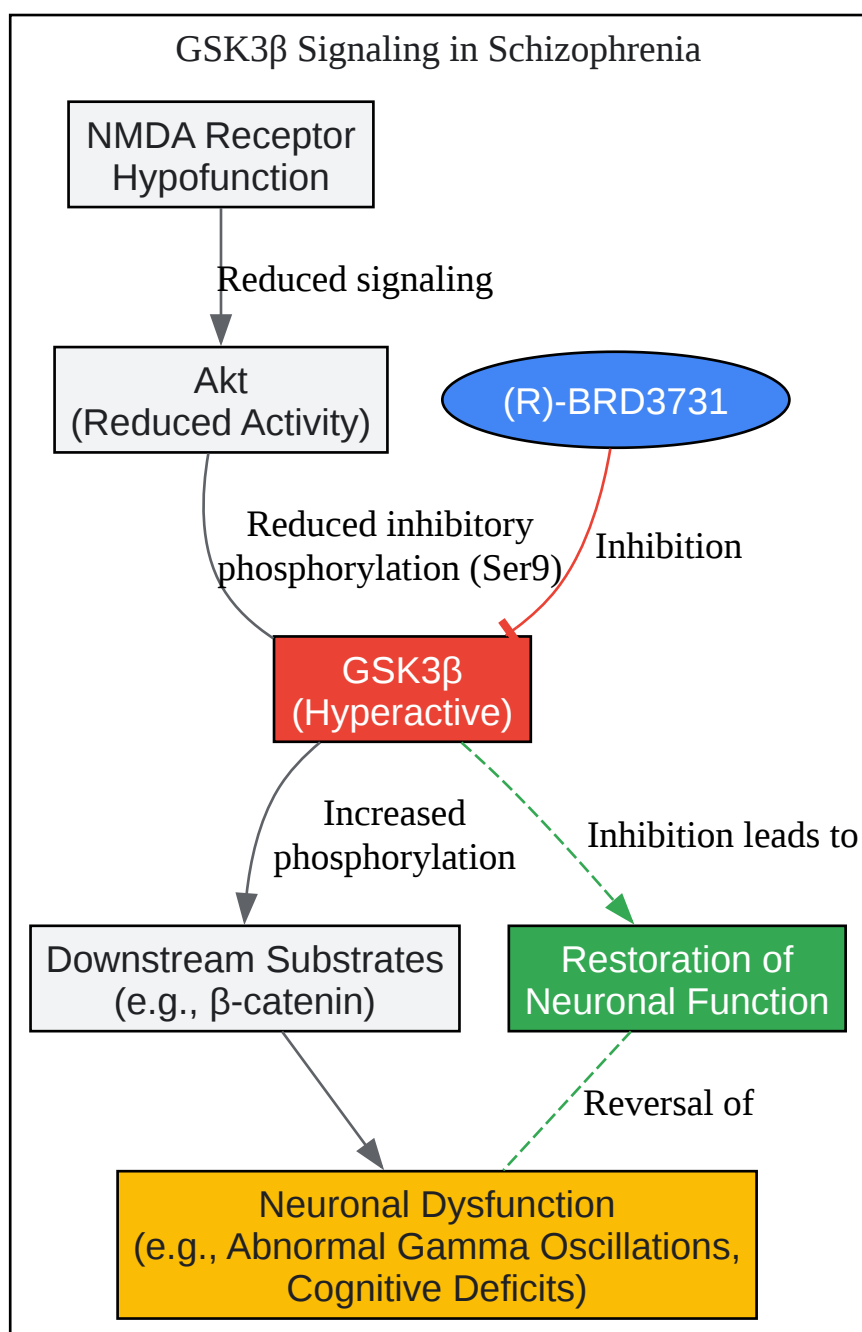 GSK3β Signaling in Schizophrenia
NMDA Receptor
Hypofunction
Reduced signaling
Akt
(Reduced Activity)
(R)-BRD3731
Reduced inhibitory
phosphorylation (Ser9)
Inhibition
GSK3β
(Hyperactive)
Increased
phosphorylation
Inhibition leads to
Downstream Substrates
(e.g., β-catenin)
Restoration of
Neuronal Function
Reversal of
Neuronal Dysfunction
(e.g., Abnormal Gamma Oscillations,
Cognitive Deficits)